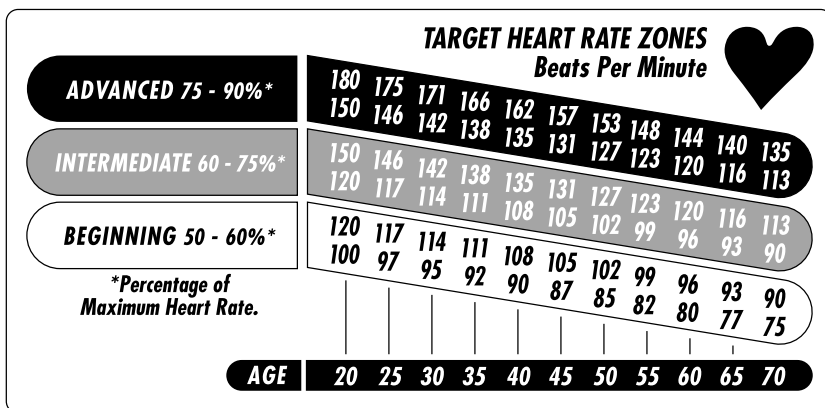 TARGET HEART RATE ZONES
Beats Per Minute
ADVANCED 75 - 90%*
180 175 171 166 162 157 153 148 144 140 135
150 146 142 138 135 131 127 123 120 116 113
INTERMEDIATE 60 - 75%*
150 146 142 138 135 131 127 123 120 116 113
120 117 114 111 108 105 102 99 96 93 90
BEGINNING 50 - 60%*
120 117 114 111 108 105 102 99 96 93 90
100 97 95 92 90 87 85 82 80 77 75
*Percentage of
Maximum Heart Rate.
AGE 20 25 30 35 40 45 50 55 60 65 70